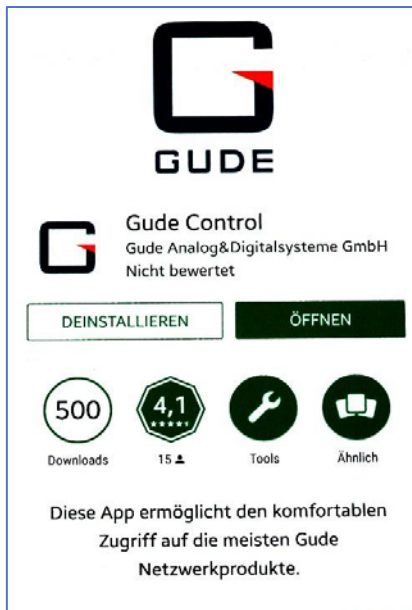 GUDE
Gude Control
Gude Analog&Digitalsysteme GmbH
Nicht bewertet
DEINSTALLIEREN
ÖFFNEN
500
4,1
Downloads
15
Tools
Ähnlich
Diese App ermöglicht den komfortablen
Zugriff auf die meisten Gude
Netzwerkprodukte.